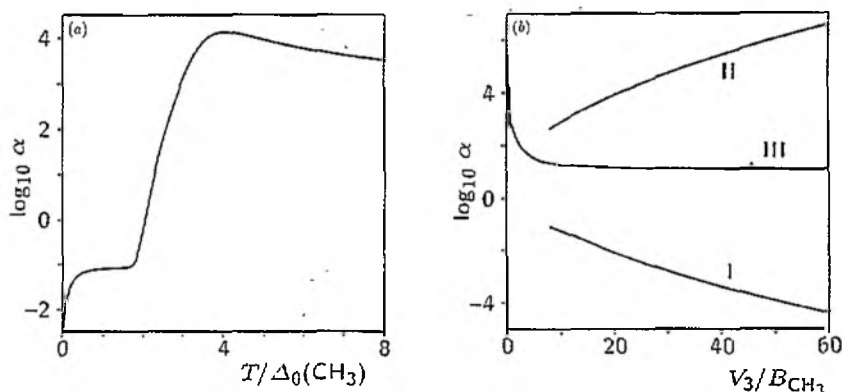 (a)
4
2
0
−2
log₁₀ α
0
4
8
T/Δ₀(CH₃)
(b)
4
0
−4
log₁₀ α
II
III
I
0
20
40
60
V₃/B_CH₃